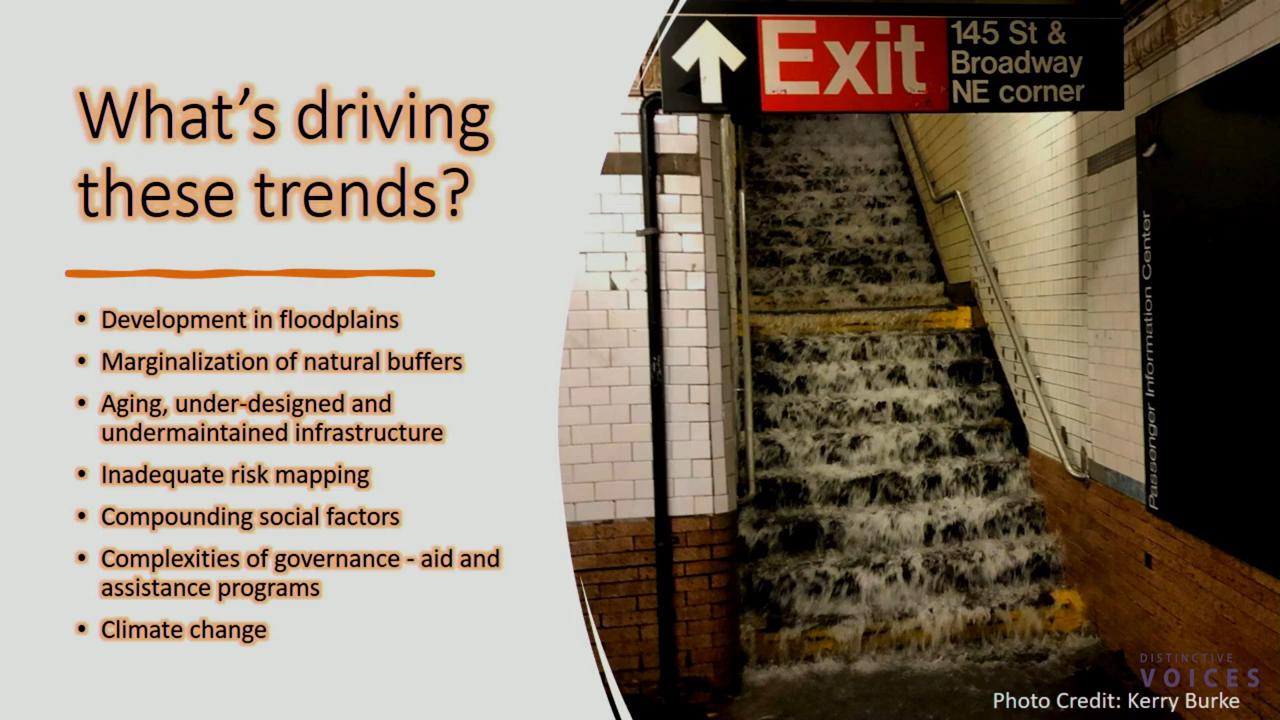 What’s driving
these trends?
• Development in floodplains
• Marginalization of natural buffers
• Aging, under-designed and
undermaintained infrastructure
• Inadequate risk mapping
• Compounding social factors
• Complexities of governance - aid and
assistance programs
• Climate change
Exit
145 St &
Broadway
NE corner
Passenger Information Center
DISTINCTIVE
VOICES
Photo Credit: Kerry Burke